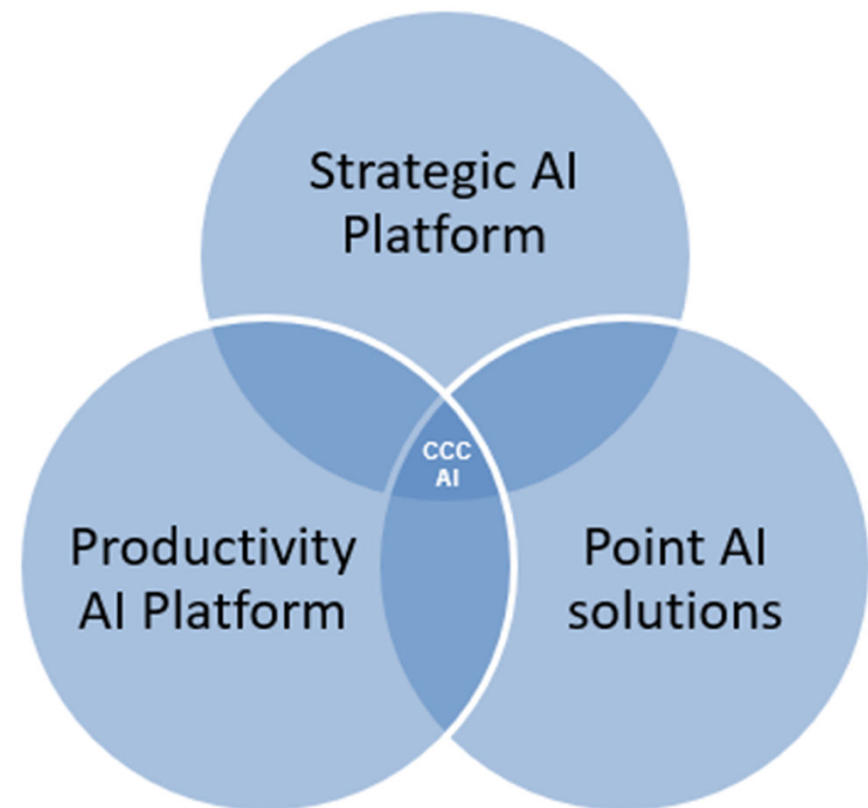 Strategic AI
Platform
CCC
AI
Productivity
AI Platform
Point AI
solutions